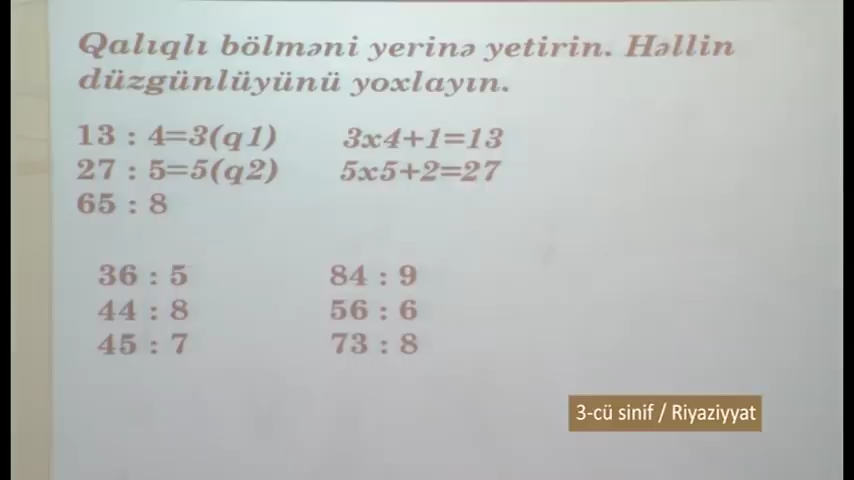 Qalıqlı bölməni yerinə yetirin. Həllin
düzgünlüyünü yoxlayın.
13 : 4=3(q1) 3x4+1=13
27 : 5=5(q2) 5x5+2=27
65 : 8
36 : 5 84 : 9
44 : 8 56 : 6
45 : 7 73 : 8
3-cü sinif / Riyaziyyat